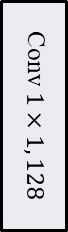 Conv 1 × 1, 128